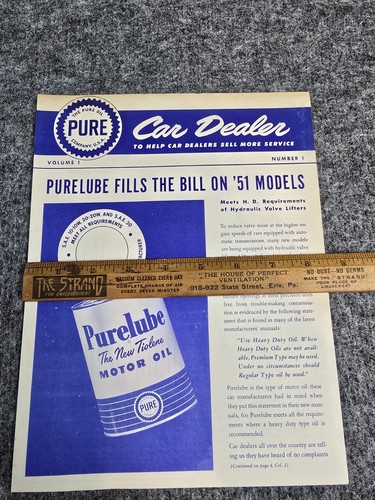 THE PURE OIL
PURE
COMPANY, U.S.A.
Car Dealer
TO HELP CAR DEALERS SELL MORE SERVICE
VOLUME 1
NUMBER 1
PURELUBE FILLS THE BILL ON '51 MODELS
S.A.E. 10-10W, 20-20W AND S.A.E. 30
MEET ALL REQUIREMENTS
Meets H. D. Requirements
of Hydraulic Valve Lifters
To reduce valve noise at the higher en-
gine speeds of cars equipped with auto-
matic transmissions, many new models
are being equipped with hydraulic valve
THE STRAND
FOR ENTERTAINMENT
VACUUM CLEANED EVERY DAY
COMPLETE CHANGE OF AIR
EVERY SEVEN MINUTES
"THE HOUSE OF PERFECT
VENTILATION"
916-922 State Street, Erie, Pa.
NO DUST—NO GERMS
MAKE THE "STRAND"
YOUR PLACE OF
AMUSEMENT
free from trouble-making contamination
is evidenced by the following state-
ment that is found in many of the latest
manufacturers' manuals:
"Use Heavy Duty Oil. When
Heavy Duty Oils are not avail-
able, Premium Type may be used.
Under no circumstances should
Regular Type oil be used."
Purelube is the type of motor oil these
car manufacturers had in mind when
they put this statement in their new man-
uals, for Purelube meets all the require-
ments where a heavy duty type oil is
recommended.
Car dealers all over the country are tell-
ing us they have heard of no complaints
(Continued on Page 4, Col. 2)
Purelube
The New Tiolene
MOTOR OIL
PURE